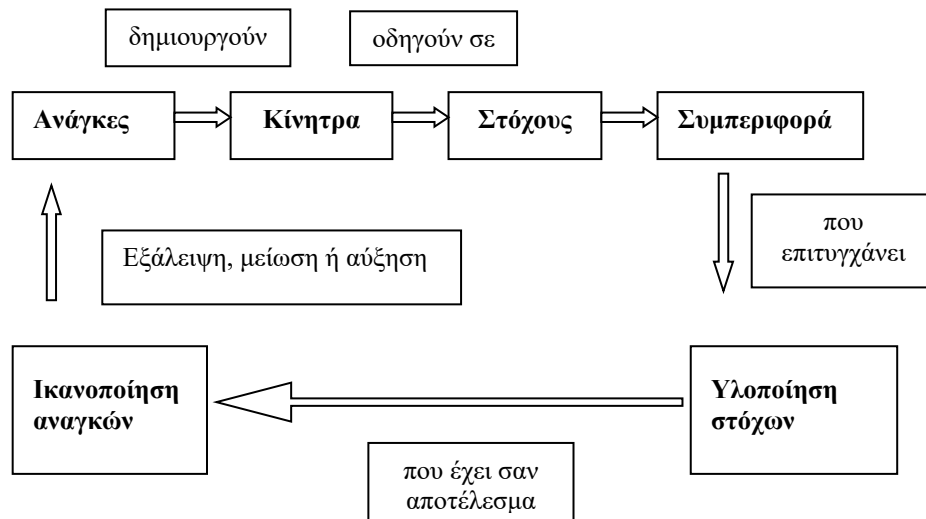 δημιουργούν
οδηγούν σε
Ανάγκες
Κίνητρα
Στόχους
Συμπεριφορά
που
επιτυγχάνει
Εξάλειψη, μείωση ή αύξηση
Ικανοποίηση
αναγκών
Υλοποίηση
στόχων
που έχει σαν
αποτέλεσμα